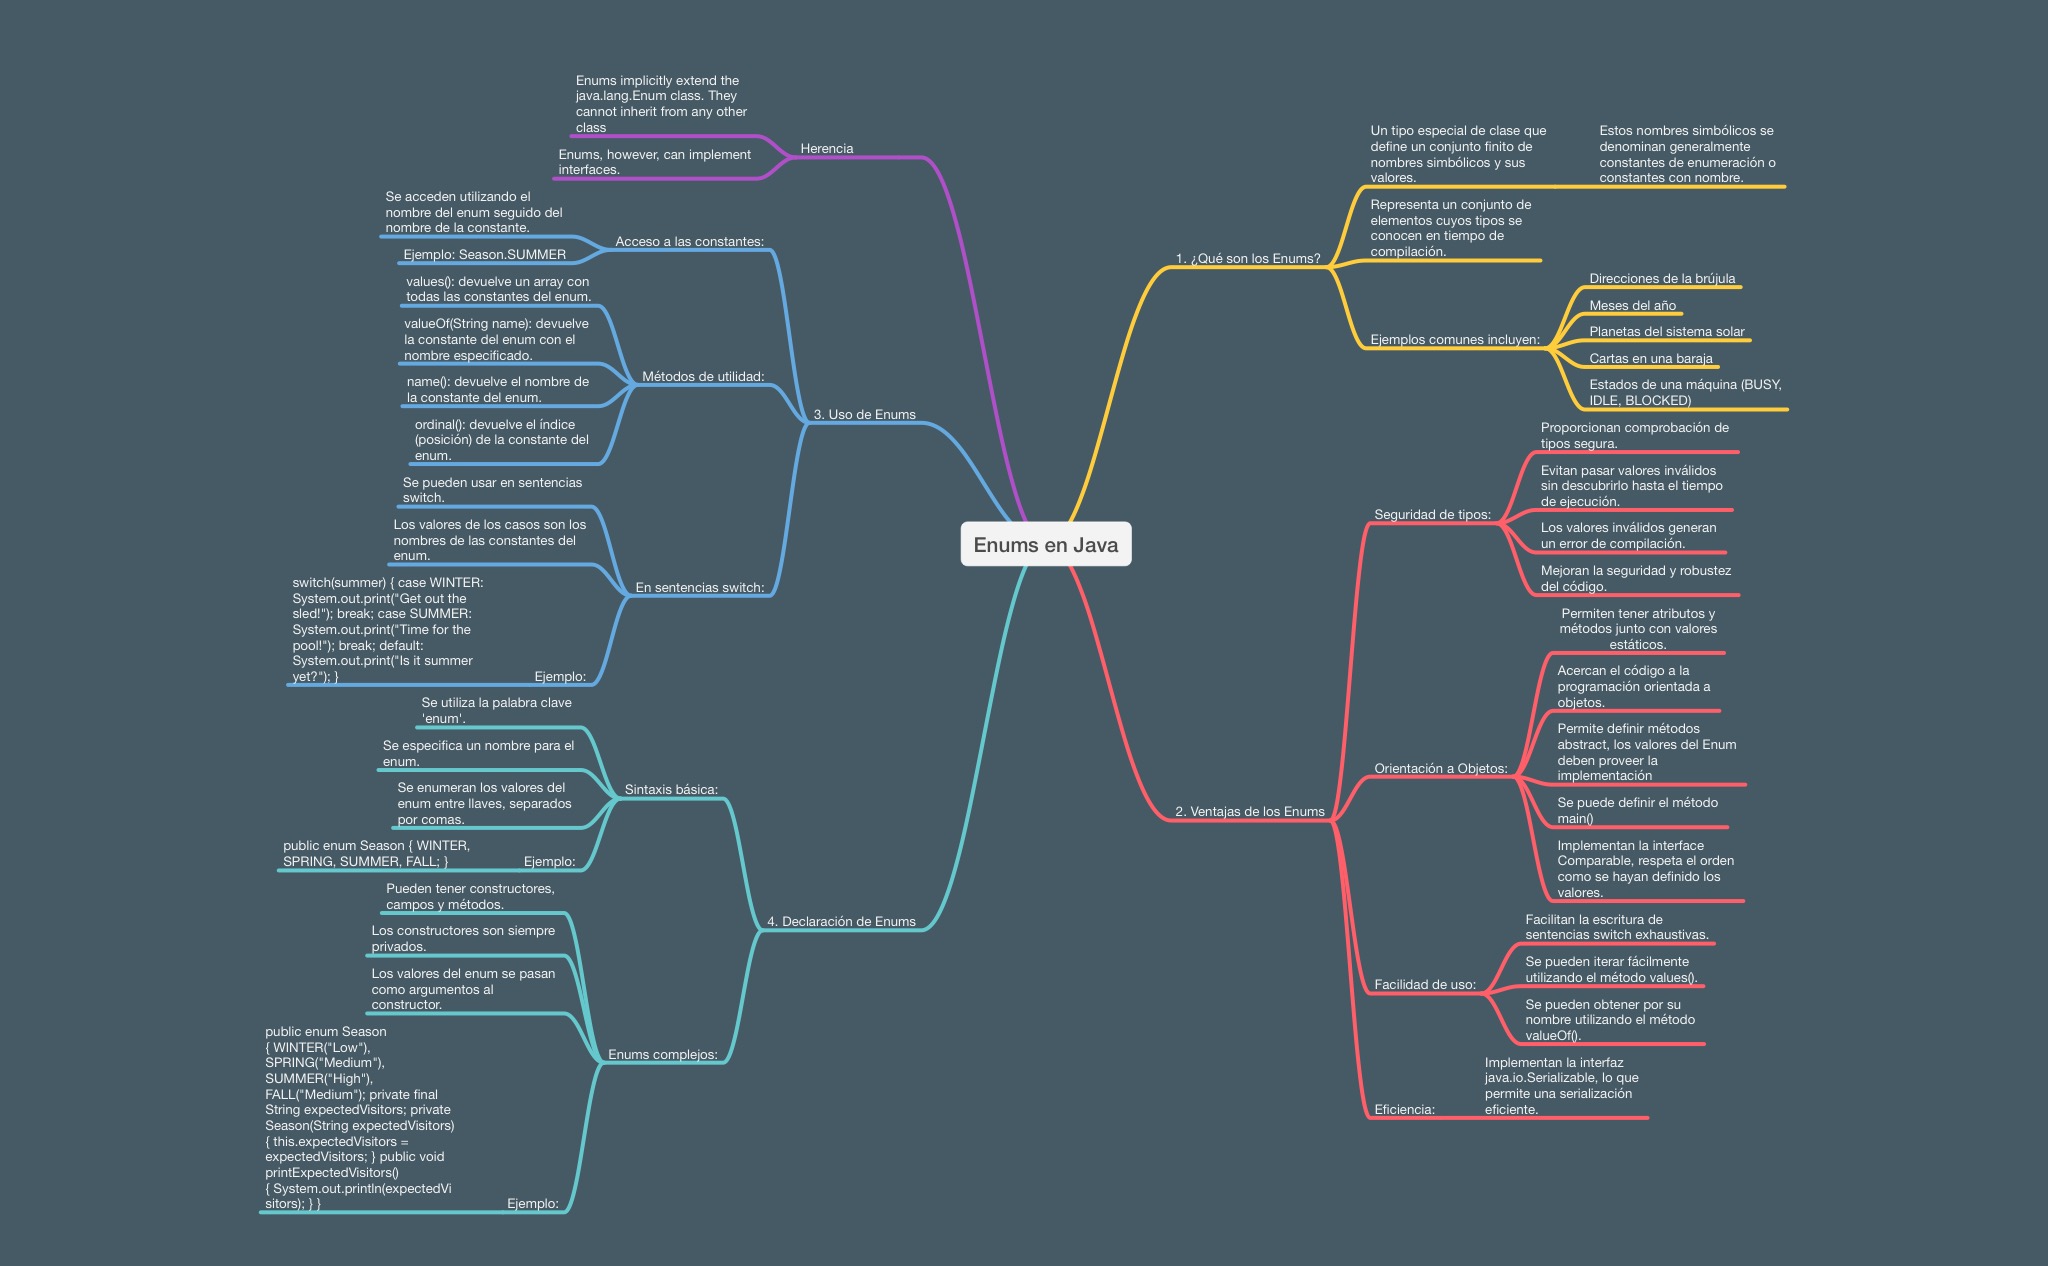 Enums en Java
1. ¿Qué son los Enums?
Un tipo especial de clase que
define un conjunto finito de
nombres simbólicos y sus
valores.
Estos nombres simbólicos se
denominan generalmente
constantes de enumeración o
constantes con nombre.
Representa un conjunto de
elementos cuyos tipos se
conocen en tiempo de
compilación.
Ejemplos comunes incluyen:
Direcciones de la brújula
Meses del año
Planetas del sistema solar
Cartas en una baraja
Estados de una máquina (BUSY,
IDLE, BLOCKED)
2. Ventajas de los Enums
Seguridad de tipos:
Proporcionan comprobación de
tipos segura.
Evitan pasar valores inválidos
sin descubrirlo hasta el tiempo
de ejecución.
Los valores inválidos generan
un error de compilación.
Mejoran la seguridad y robustez
del código.
Orientación a Objetos:
Permiten tener atributos y
métodos junto con valores
estáticos.
Acercan el código a la
programación orientada a
objetos.
Permite definir métodos
abstract, los valores del Enum
deben proveer la
implementación
Se puede definir el método
main()
Implementan la interface
Comparable, respeta el orden
como se hayan definido los
valores.
Facilidad de uso:
Facilitan la escritura de
sentencias switch exhaustivas.
Se pueden iterar fácilmente
utilizando el método values().
Se pueden obtener por su
nombre utilizando el método
valueOf().
Eficiencia:
Implementan la interfaz
java.io.Serializable, lo que
permite una serialización
eficiente.
Herencia
Enums implicitly extend the
java.lang.Enum class. They
cannot inherit from any other
class
Enums, however, can implement
interfaces.
3. Uso de Enums
Acceso a las constantes:
Se acceden utilizando el
nombre del enum seguido del
nombre de la constante.
Ejemplo: Season.SUMMER
Métodos de utilidad:
values(): devuelve un array con
todas las constantes del enum.
valueOf(String name): devuelve
la constante del enum con el
nombre especificado.
name(): devuelve el nombre de
la constante del enum.
ordinal(): devuelve el índice
(posición) de la constante del
enum.
En sentencias switch:
Se pueden usar en sentencias
switch.
Los valores de los casos son los
nombres de las constantes del
enum.
Ejemplo:
switch(summer) { case WINTER:
System.out.print("Get out the
sled!"); break; case SUMMER:
System.out.print("Time for the
pool!"); break; default:
System.out.print("Is it summer
yet?"); }
4. Declaración de Enums
Sintaxis básica:
Se utiliza la palabra clave
'enum'.
Se especifica un nombre para el
enum.
Se enumeran los valores del
enum entre llaves, separados
por comas.
Ejemplo:
public enum Season { WINTER,
SPRING, SUMMER, FALL; }
Enums complejos:
Pueden tener constructores,
campos y métodos.
Los constructores son siempre
privados.
Los valores del enum se pasan
como argumentos al
constructor.
Ejemplo:
public enum Season
{ WINTER("Low"),
SPRING("Medium"),
SUMMER("High"),
FALL("Medium"); private final
String expectedVisitors; private
Season(String expectedVisitors)
{ this.expectedVisitors =
expectedVisitors; } public void
printExpectedVisitors()
{ System.out.println(expectedVi
sitors); } }